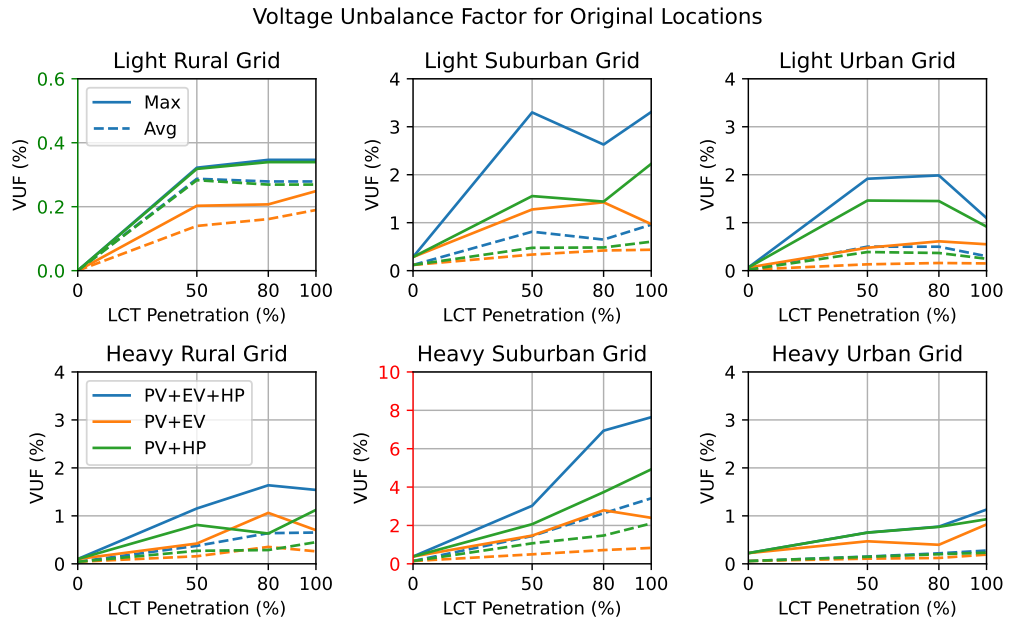 Voltage Unbalance Factor for Original Locations
Light Rural Grid
VUF (%)
0.6
0.4
0.2
0.0
Max
Avg
0 50 80 100
LCT Penetration (%)
Light Suburban Grid
VUF (%)
4
3
2
1
0
0 50 80 100
LCT Penetration (%)
Light Urban Grid
VUF (%)
4
3
2
1
0
0 50 80 100
LCT Penetration (%)
Heavy Rural Grid
VUF (%)
4
3
2
1
0
PV+EV+HP
PV+EV
PV+HP
0 50 80 100
LCT Penetration (%)
Heavy Suburban Grid
VUF (%)
10
8
6
4
2
0
0 50 80 100
LCT Penetration (%)
Heavy Urban Grid
VUF (%)
4
3
2
1
0
0 50 80 100
LCT Penetration (%)